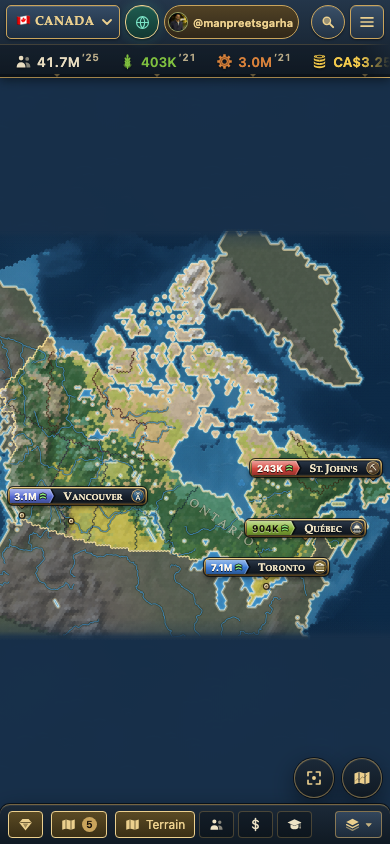 CANADA
@manpreetsgarha
41.7M '25
403K '21
3.0M '21
CA$3.25
243K ST. JOHN'S
3.1M VANCOUVER
ONTARIO
904K QUÉBEC
7.1M TORONTO
5
Terrain
$